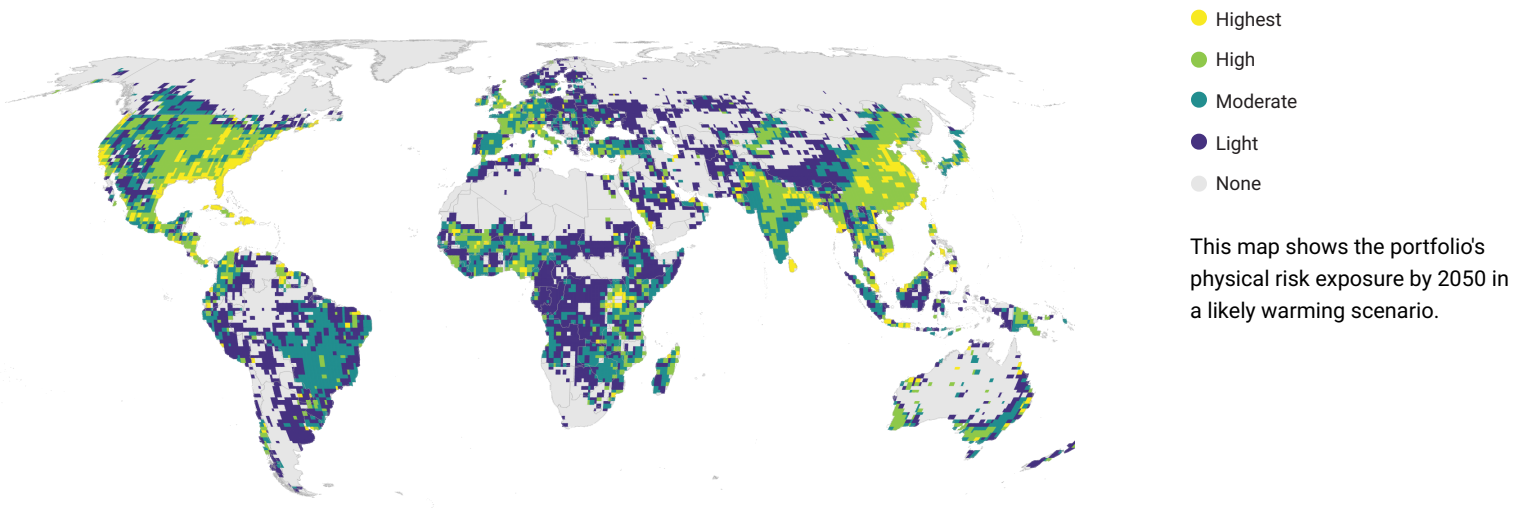 Highest
High
Moderate
Light
None
This map shows the portfolio's
physical risk exposure by 2050 in
a likely warming scenario.